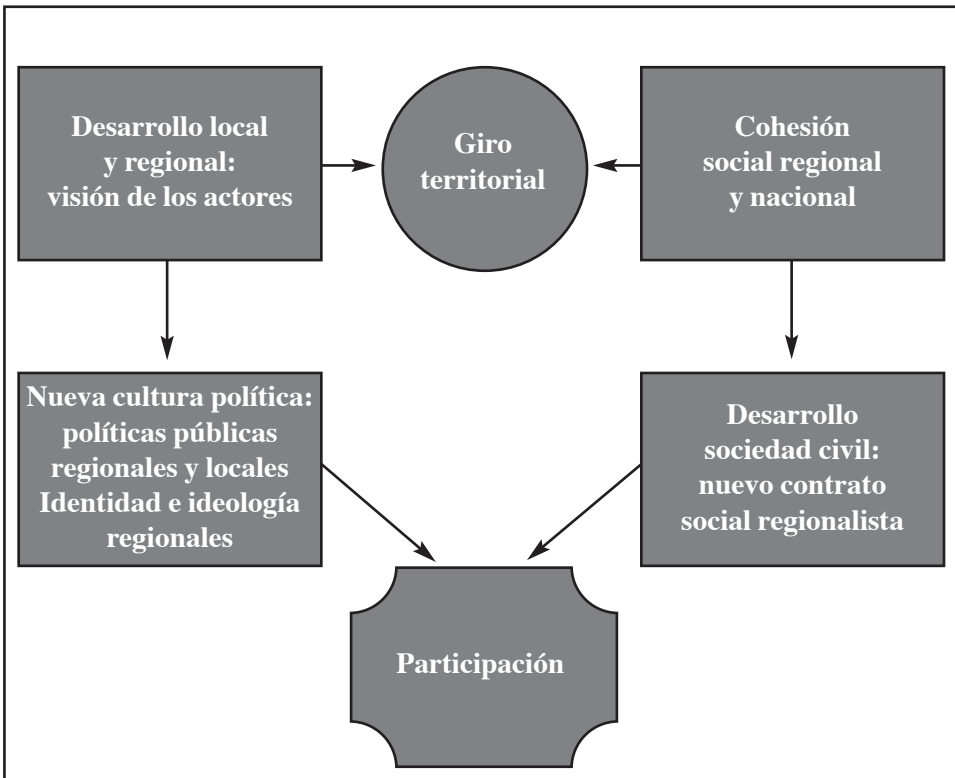 Desarrollo local
y regional:
visión de los actores
Giro
territorial
Cohesión
social regional
y nacional
Nueva cultura política:
políticas públicas
regionales y locales
Identidad e ideología
regionales
Desarrollo
sociedad civil:
nuevo contrato
social regionalista
Participación